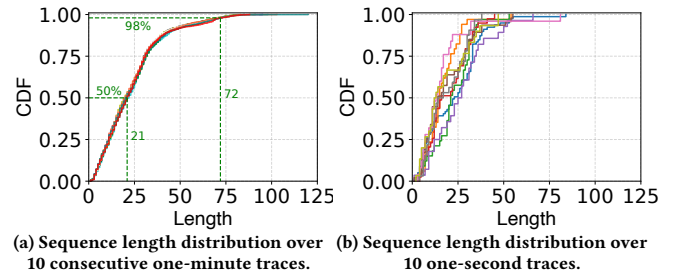 CDF
1.00
0.75
0.50
0.25
0.00
98%
50%
21
72
0 25 50 75 100 125
Length
(a) Sequence length distribution over
10 consecutive one-minute traces.
CDF
1.00
0.75
0.50
0.25
0.00
0 25 50 75 100 125
Length
(b) Sequence length distribution over
10 one-second traces.